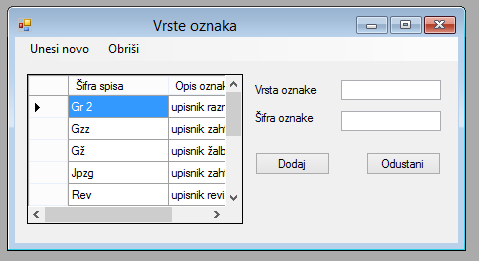 Vrste oznaka
Unesi novo Obriši
Šifra spisa Opis oznak
Gr 2 upisnik razr
Gzz upisnik zaht
Gž upisnik žalb
Jpzg upisnik zaht
Rev upisnik revi
Vrsta oznake
Šifra oznake
Dodaj Odustani